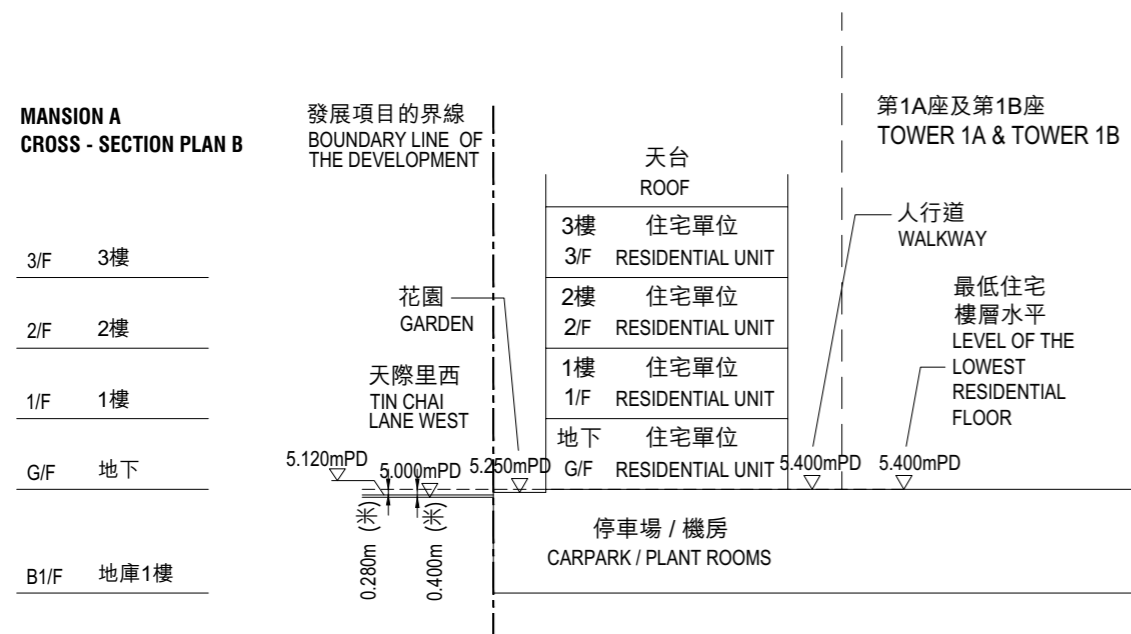 MANSION A
CROSS - SECTION PLAN B
發展項目的界線
BOUNDARY LINE OF
THE DEVELOPMENT
第1A座及第1B座
TOWER 1A & TOWER 1B
天台
ROOF
3樓 住宅單位
3/F RESIDENTIAL UNIT
人行道
WALKWAY
3/F 3樓
2樓 住宅單位
2/F RESIDENTIAL UNIT
花園
GARDEN
最低住宅
樓層水平
LEVEL OF THE
LOWEST
RESIDENTIAL
FLOOR
2/F 2樓
1樓 住宅單位
1/F RESIDENTIAL UNIT
天際里西
TIN CHAI
LANE WEST
1/F 1樓
地下 住宅單位
G/F RESIDENTIAL UNIT
G/F 地下
5.120mPD
5.000mPD
5.250mPD
5.400mPD
5.400mPD
0.280m (米)
0.400m (米)
停車場 / 機房
CARPARK / PLANT ROOMS
B1/F 地庫1樓